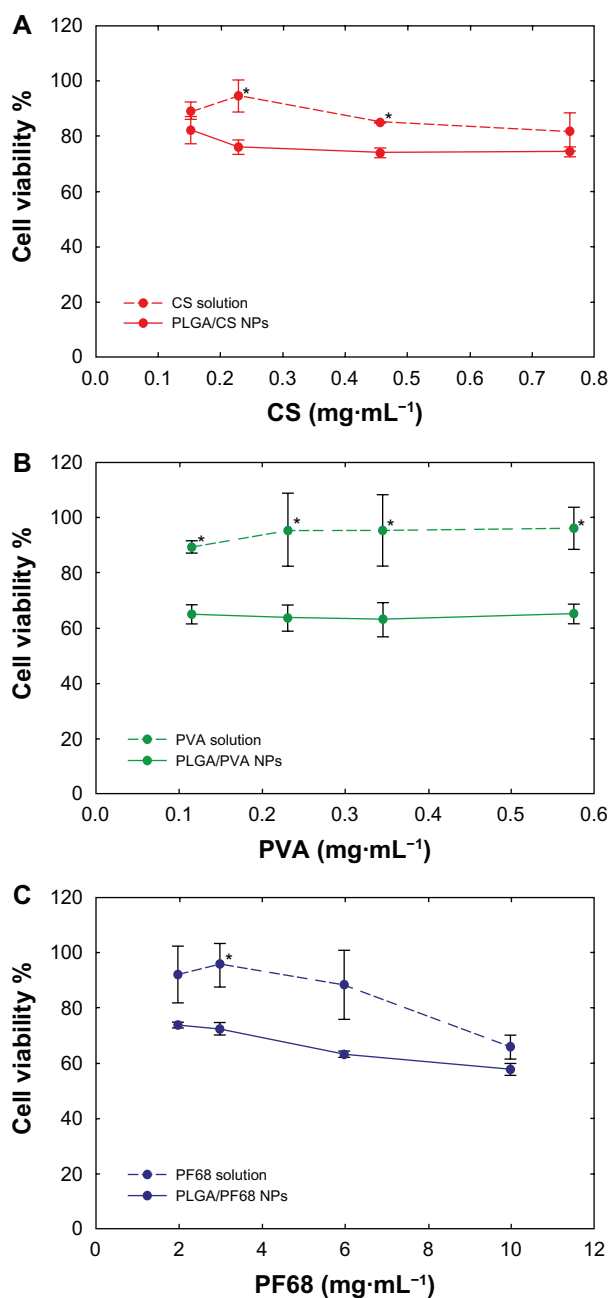 A
120
100
80
60
40
20
0
Cell viability %
*
*
CS solution
PLGA/CS NPs
0.0 0.1 0.2 0.3 0.4 0.5 0.6 0.7 0.8
CS (mg·mL⁻¹)
B
120
100
80
60
40
20
0
Cell viability %
*
*
*
*
PVA solution
PLGA/PVA NPs
0.0 0.1 0.2 0.3 0.4 0.5 0.6
PVA (mg·mL⁻¹)
C
120
100
80
60
40
20
0
Cell viability %
*
PF68 solution
PLGA/PF68 NPs
0 2 4 6 8 10 12
PF68 (mg·mL⁻¹)